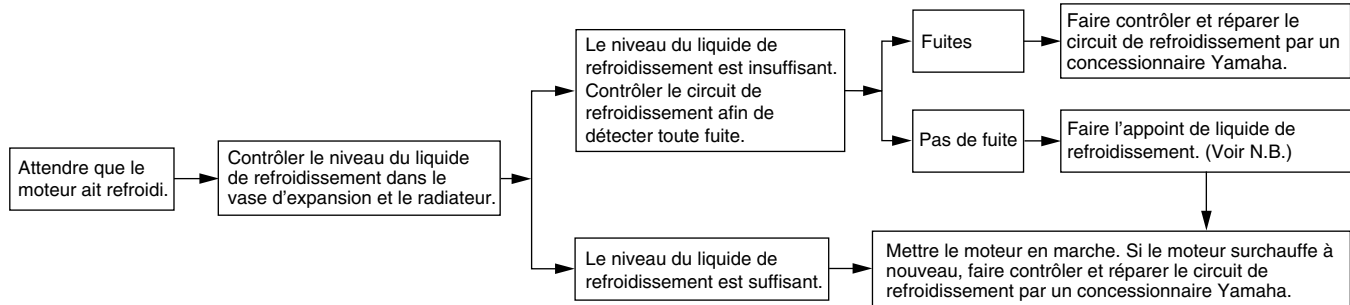 Attendre que le
moteur ait refroidi.
Contrôler le niveau du liquide
de refroidissement dans le
vase d'expansion et le radiateur.
Le niveau du liquide de
refroidissement est insuffisant.
Contrôler le circuit de
refroidissement afin de
détecter toute fuite.
Fuites
Faire contrôler et réparer le
circuit de refroidissement par un
concessionnaire Yamaha.
Pas de fuite
Faire l'appoint de liquide de
refroidissement. (Voir N.B.)
Le niveau du liquide de
refroidissement est suffisant.
Mettre le moteur en marche. Si le moteur surchauffe à
nouveau, faire contrôler et réparer le circuit de
refroidissement par un concessionnaire Yamaha.